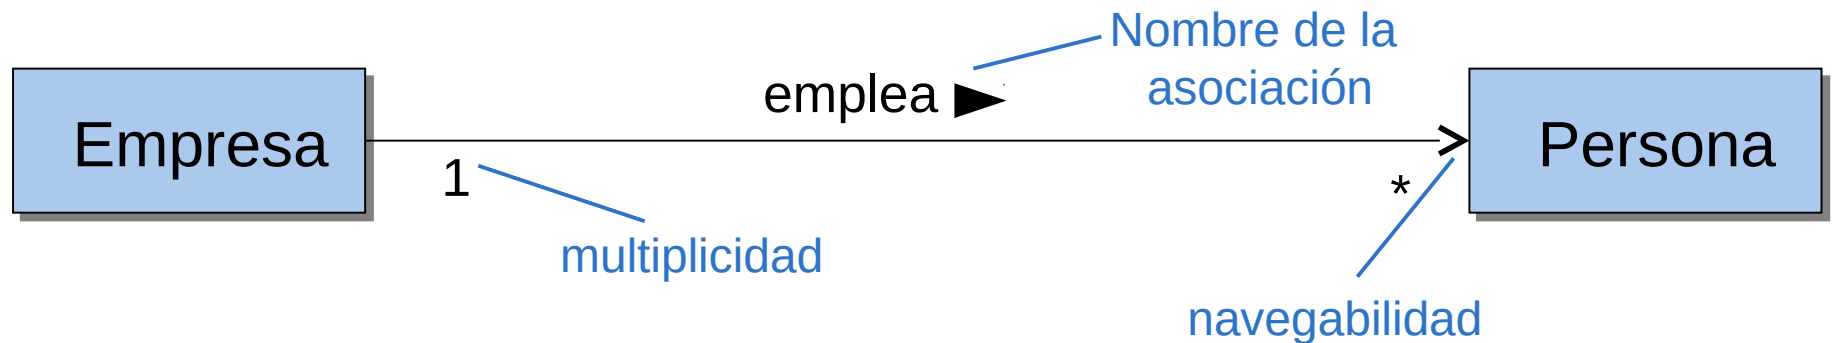 Nombre de la
asociación
emplea
Empresa
Persona
1
*
multiplicidad
navegabilidad